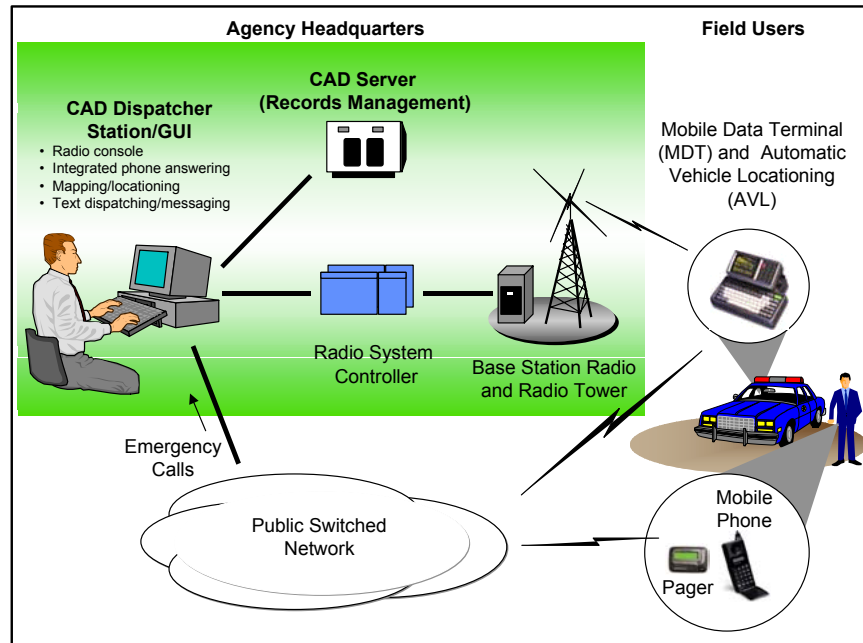 Agency Headquarters
Field Users
CAD Server
(Records Management)
CAD Dispatcher
Station/GUI
• Radio console
• Integrated phone answering
• Mapping/locationing
• Text dispatching/messaging
Mobile Data Terminal
(MDT) and Automatic
Vehicle Locationing
(AVL)
Radio System
Controller
Base Station Radio
and Radio Tower
Emergency
Calls
Public Switched
Network
Mobile
Phone
Pager